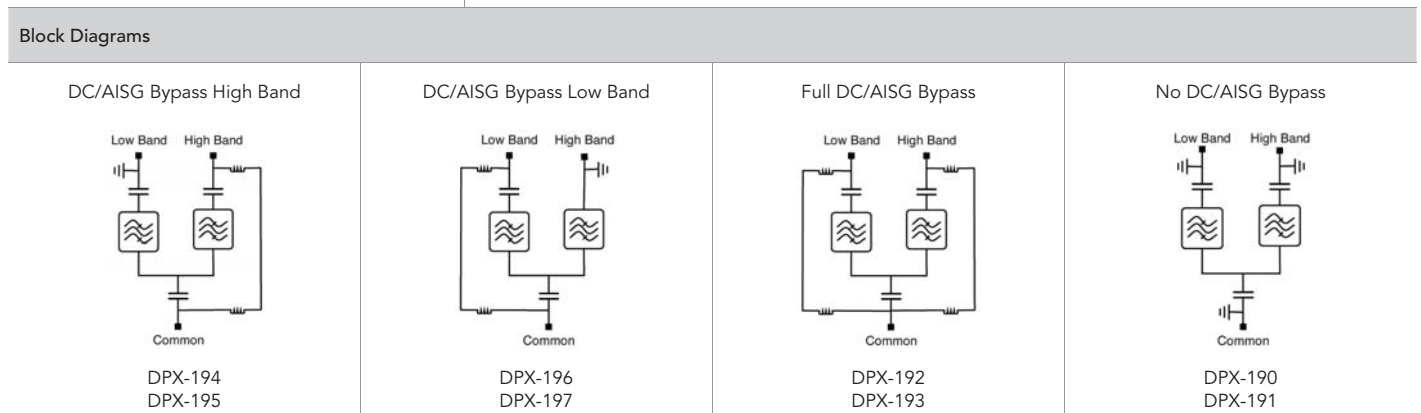 Block Diagrams
DC/AISG Bypass High Band
Low Band High Band
Common
DPX-194
DPX-195
DC/AISG Bypass Low Band
Low Band High Band
Common
DPX-196
DPX-197
Full DC/AISG Bypass
Low Band High Band
Common
DPX-192
DPX-193
No DC/AISG Bypass
Low Band High Band
Common
DPX-190
DPX-191